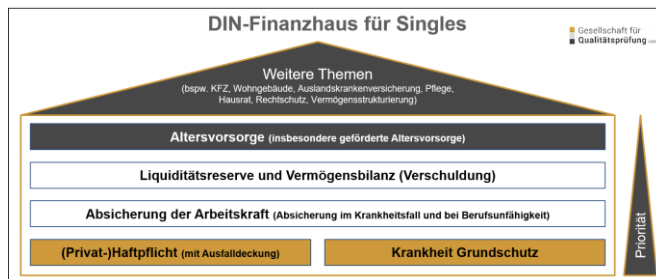 DIN-Finanzhaus für Singles
Gesellschaft für
Qualitätsprüfung
Weitere Themen
(bspw. KFZ, Wohngebäude, Auslandskrankenversicherung, Pflege,
Hausrat, Rechtschutz, Vermögensstrukturierung)
Altersvorsorge (insbesondere geförderte Altersvorsorge)
Liquiditätsreserve und Vermögensbilanz (Verschuldung)
Absicherung der Arbeitskraft (Absicherung im Krankheitsfall und bei Berufsunfähigkeit)
(Privat-)Haftpflicht (mit Ausfalldeckung)
Krankheit Grundschutz
Priorität